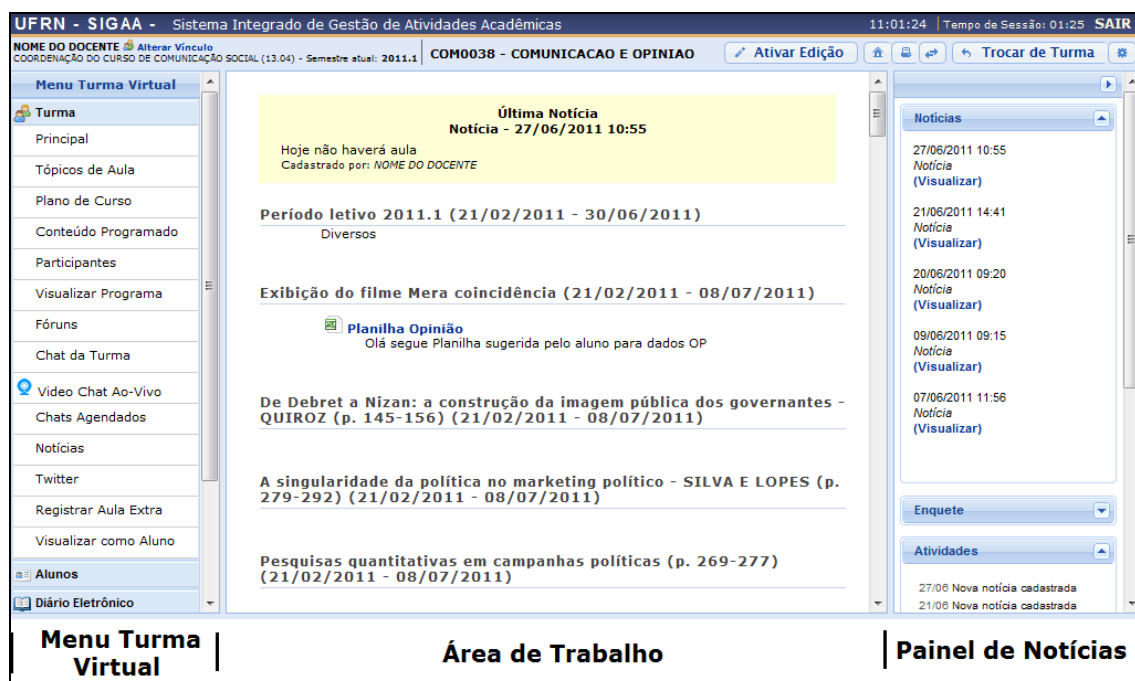 UFRN - SIGAA - Sistema Integrado de Gestão de Atividades Acadêmicas 11:01:24 Tempo de Sessão: 01:25 SAIR
NOME DO DOCENTE Alterar Vínculo
COORDENAÇÃO DO CURSO DE COMUNICAÇÃO SOCIAL (13.04) - Semestre atual: 2011.1
COM0038 - COMUNICACAO E OPINIAO
Ativar Edição
Trocar de Turma
Menu Turma Virtual
Turma
Principal
Tópicos de Aula
Plano de Curso
Conteúdo Programado
Participantes
Visualizar Programa
Fóruns
Chat da Turma
Video Chat Ao-Vivo
Chats Agendados
Notícias
Twitter
Registrar Aula Extra
Visualizar como Aluno
Alunos
Diário Eletrônico
Última Notícia
Notícia - 27/06/2011 10:55
Hoje não haverá aula
Cadastrado por: NOME DO DOCENTE
Período letivo 2011.1 (21/02/2011 - 30/06/2011)
Diversos
Exibição do filme Mera coincidência (21/02/2011 - 08/07/2011)
Planilha Opinião
Olá segue Planilha sugerida pelo aluno para dados OP
De Debret a Nizan: a construção da imagem pública dos governantes -
QUIROZ (p. 145-156) (21/02/2011 - 08/07/2011)
A singularidade da política no marketing político - SILVA E LOPES (p.
279-292) (21/02/2011 - 08/07/2011)
Pesquisas quantitativas em campanhas políticas (p. 269-277)
(21/02/2011 - 08/07/2011)
Notícias
27/06/2011 10:55
Notícia
(Visualizar)
21/06/2011 14:41
Notícia
(Visualizar)
20/06/2011 09:20
Notícia
(Visualizar)
09/06/2011 09:15
Notícia
(Visualizar)
07/06/2011 11:56
Notícia
(Visualizar)
Enquete
Atividades
27/06 Nova notícia cadastrada
21/06 Nova notícia cadastrada
Menu Turma
Virtual
Área de Trabalho
Painel de Notícias